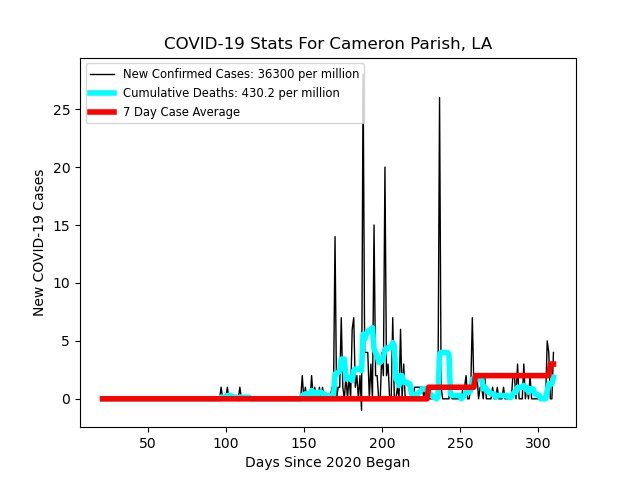 COVID-19 Stats For Cameron Parish, LA
New Confirmed Cases: 36300 per million
Cumulative Deaths: 430.2 per million
7 Day Case Average
New COVID-19 Cases
25
20
15
10
5
0
50 100 150 200 250 300
Days Since 2020 Began